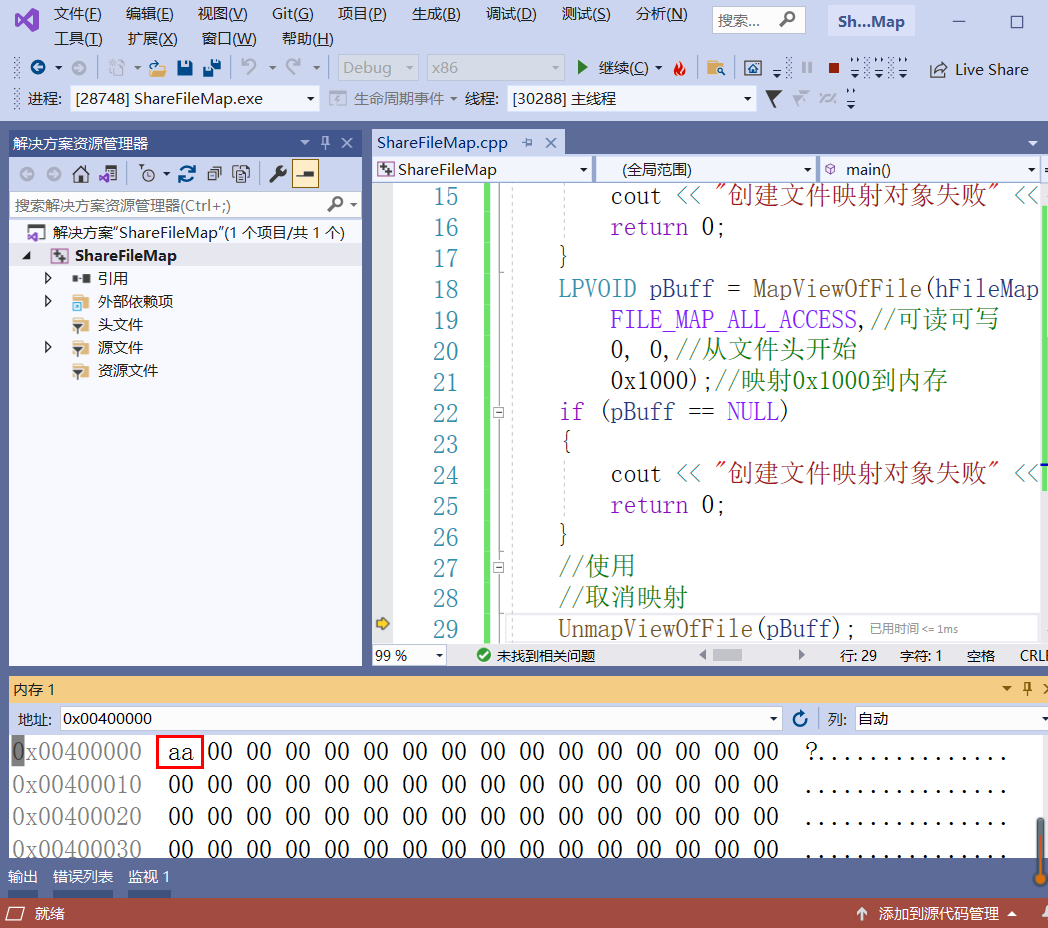 文件(F) 编辑(E) 视图(V) Git(G) 项目(P) 生成(B) 调试(D) 测试(S) 分析(N) 搜索... Sh...Map
工具(T) 扩展(X) 窗口(W) 帮助(H)
Debug x86 继续(C) Live Share
进程: [28748] ShareFileMap.exe 生命周期事件 线程: [30288] 主线程
解决方案资源管理器
搜索解决方案资源管理器(Ctrl+;)
解决方案"ShareFileMap"(1 个项目/共 1 个)
ShareFileMap
引用
外部依赖项
头文件
源文件
资源文件
ShareFileMap.cpp
ShareFileMap (全局范围) main()
15 cout << "创建文件映射对象失败" <<
16 return 0;
17 }
18 LPVOID pBuff = MapViewOfFile(hFileMap
19 FILE_MAP_ALL_ACCESS,//可读可写
20 0, 0,//从文件头开始
21 0x1000);//映射0x1000到内存
22 if (pBuff == NULL)
23 {
24 cout << "创建文件映射对象失败" <<
25 return 0;
26 }
27 //使用
28 //取消映射
29 UnmapViewOfFile(pBuff); 已用时间 <= 1ms
99 % 未找到相关问题 行: 29 字符: 1 空格 CRL
内存 1
地址: 0x00400000 列: 自动
0x00400000 aa 00 00 00 00 00 00 00 00 00 00 00 00 00 00 00 ?...............
0x00400010 00 00 00 00 00 00 00 00 00 00 00 00 00 00 00 00 ................
0x00400020 00 00 00 00 00 00 00 00 00 00 00 00 00 00 00 00 ................
0x00400030 00 00 00 00 00 00 00 00 00 00 00 00 00 00 00 00 ................
输出 错误列表 监视 1
就绪 添加到源代码管理